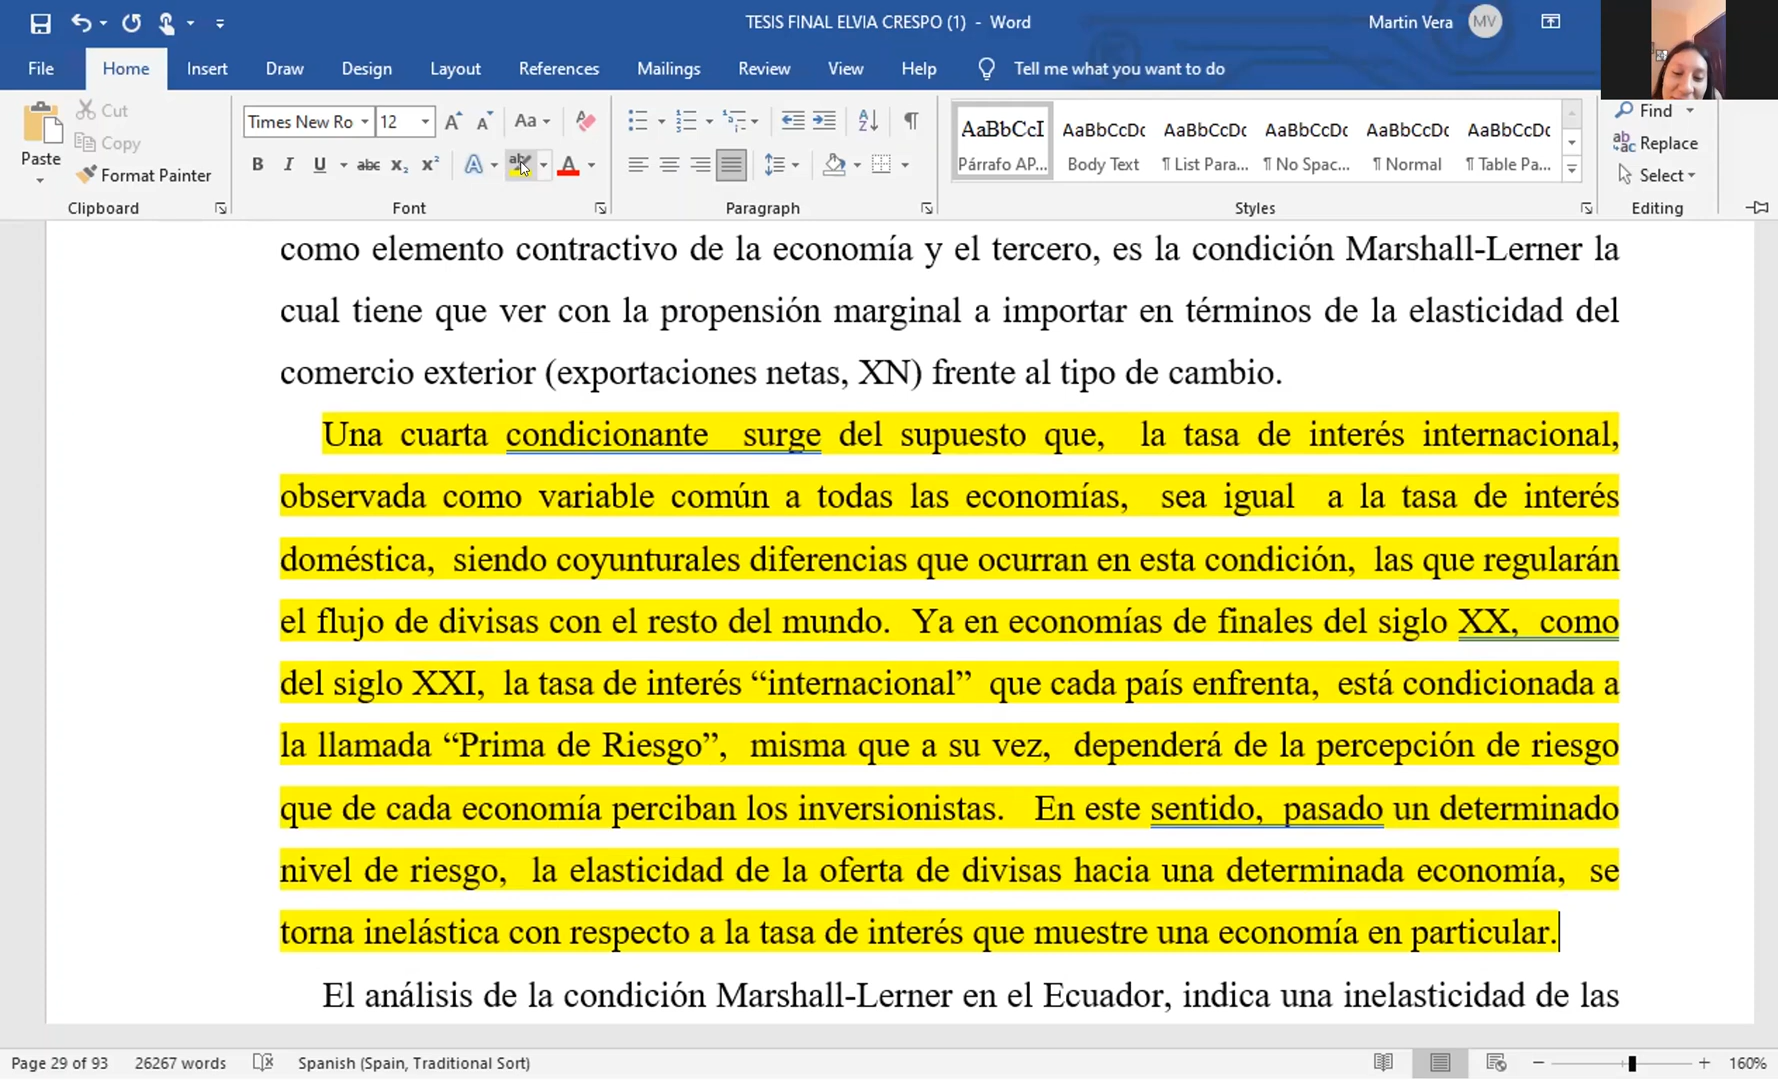 TESIS FINAL ELVIA CRESPO (1) - Word
Martin Vera MV
File Home Insert Draw Design Layout References Mailings Review View Help Tell me what you want to do
Paste
Cut
Copy
Format Painter
Clipboard
Times New Ro 12
Font
Paragraph
AaBbCcI AaBbCcDc AaBbCcDc AaBbCcDc AaBbCcDc AaBbCcDc
Párrafo AP... Body Text ¶ List Para... ¶ No Spac... ¶ Normal ¶ Table Pa...
Styles
Find
Replace
Select
Editing
como elemento contractivo de la economía y el tercero, es la condición Marshall-Lerner la
cual tiene que ver con la propensión marginal a importar en términos de la elasticidad del
comercio exterior (exportaciones netas, XN) frente al tipo de cambio.
Una cuarta condicionante surge del supuesto que, la tasa de interés internacional,
observada como variable común a todas las economías, sea igual a la tasa de interés
doméstica, siendo coyunturales diferencias que ocurran en esta condición, las que regularán
el flujo de divisas con el resto del mundo. Ya en economías de finales del siglo XX, como
del siglo XXI, la tasa de interés “internacional” que cada país enfrenta, está condicionada a
la llamada “Prima de Riesgo”, misma que a su vez, dependerá de la percepción de riesgo
que de cada economía perciban los inversionistas. En este sentido, pasado un determinado
nivel de riesgo, la elasticidad de la oferta de divisas hacia una determinada economía, se
torna inelástica con respecto a la tasa de interés que muestre una economía en particular.
El análisis de la condición Marshall-Lerner en el Ecuador, indica una inelasticidad de las
Page 29 of 93 26267 words Spanish (Spain, Traditional Sort) 160%